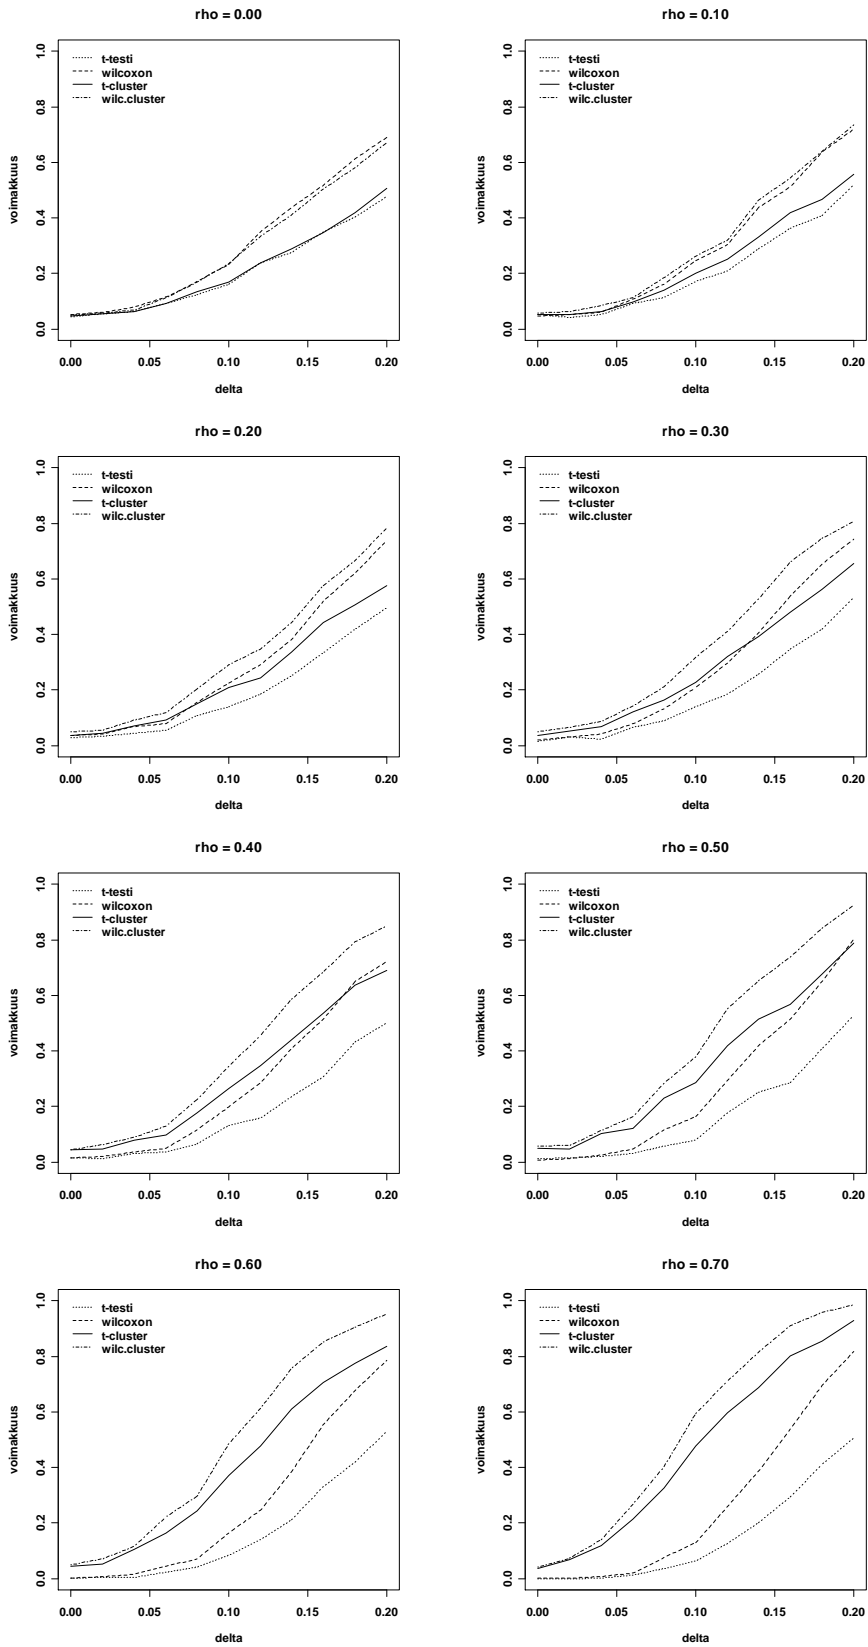 rho = 0.00
t-testi
wilcoxon
t-cluster
wilc.cluster
voimakkuus
0.0 0.2 0.4 0.6 0.8 1.0
0.00 0.05 0.10 0.15 0.20
delta
rho = 0.10
t-testi
wilcoxon
t-cluster
wilc.cluster
voimakkuus
0.0 0.2 0.4 0.6 0.8 1.0
0.00 0.05 0.10 0.15 0.20
delta
rho = 0.20
t-testi
wilcoxon
t-cluster
wilc.cluster
voimakkuus
0.0 0.2 0.4 0.6 0.8 1.0
0.00 0.05 0.10 0.15 0.20
delta
rho = 0.30
t-testi
wilcoxon
t-cluster
wilc.cluster
voimakkuus
0.0 0.2 0.4 0.6 0.8 1.0
0.00 0.05 0.10 0.15 0.20
delta
rho = 0.40
t-testi
wilcoxon
t-cluster
wilc.cluster
voimakkuus
0.0 0.2 0.4 0.6 0.8 1.0
0.00 0.05 0.10 0.15 0.20
delta
rho = 0.50
t-testi
wilcoxon
t-cluster
wilc.cluster
voimakkuus
0.0 0.2 0.4 0.6 0.8 1.0
0.00 0.05 0.10 0.15 0.20
delta
rho = 0.60
t-testi
wilcoxon
t-cluster
wilc.cluster
voimakkuus
0.0 0.2 0.4 0.6 0.8 1.0
0.00 0.05 0.10 0.15 0.20
delta
rho = 0.70
t-testi
wilcoxon
t-cluster
wilc.cluster
voimakkuus
0.0 0.2 0.4 0.6 0.8 1.0
0.00 0.05 0.10 0.15 0.20
delta